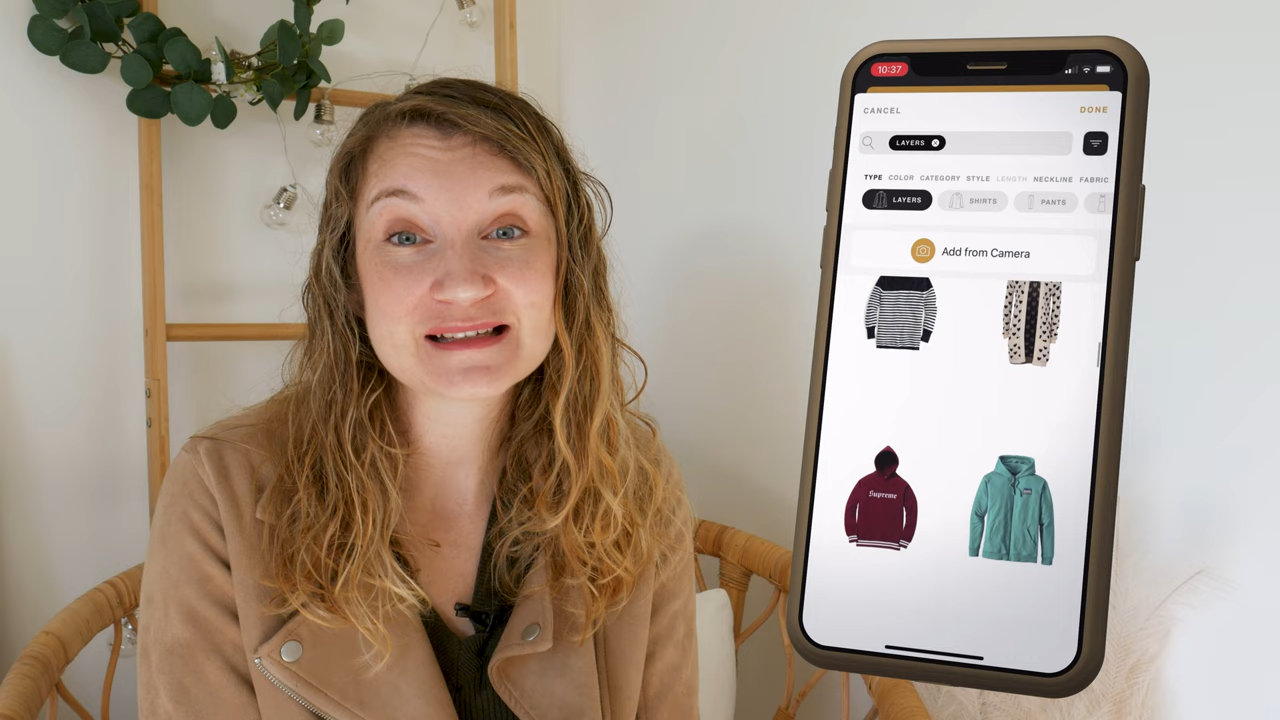 10:37
CANCEL DONE
LAYERS
TYPE COLOR CATEGORY STYLE LENGTH NECKLINE FABRIC
LAYERS SHIRTS PANTS
Add from Camera
Supreme